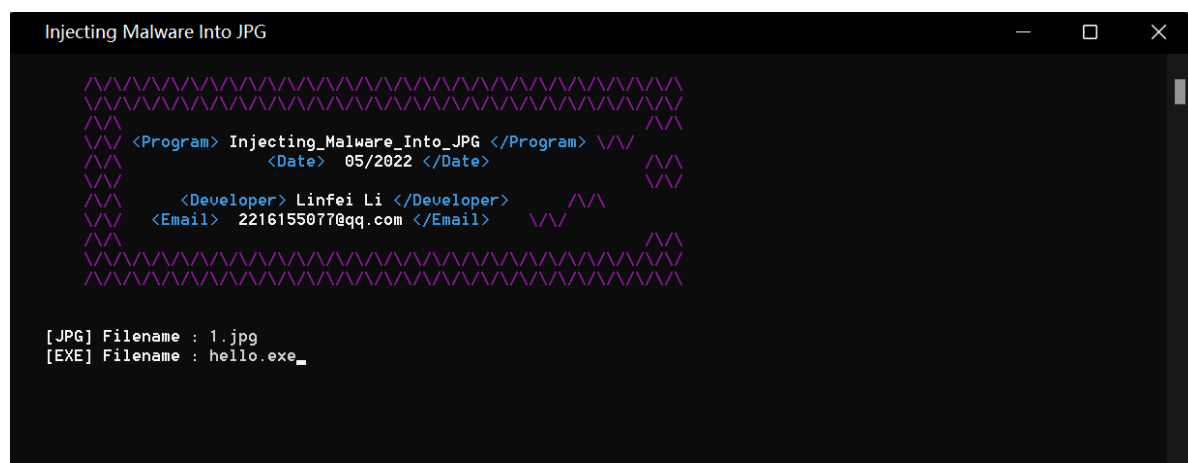 Injecting Malware Into JPG
/\/\/\/\/\/\/\/\/\/\/\/\/\/\/\/\/\/\/\/\/\/\/\/\/\/\/\/\/\/\/\
\/\/\/\/\/\/\/\/\/\/\/\/\/\/\/\/\/\/\/\/\/\/\/\/\/\/\/\/\/\/\/
/\/\ /\/\
\/\/ <Program> Injecting_Malware_Into_JPG </Program> \/\/
/\/\ <Date> 05/2022 </Date> /\/\
\/\/ \/\/
/\/\ <Developer> Linfei Li </Developer> /\/\
\/\/ <Email> 2216155077@qq.com </Email> \/\/
/\/\ /\/\
\/\/\/\/\/\/\/\/\/\/\/\/\/\/\/\/\/\/\/\/\/\/\/\/\/\/\/\/\/\/\/
/\/\/\/\/\/\/\/\/\/\/\/\/\/\/\/\/\/\/\/\/\/\/\/\/\/\/\/\/\/\/\
[JPG] Filename : 1.jpg
[EXE] Filename : hello.exe